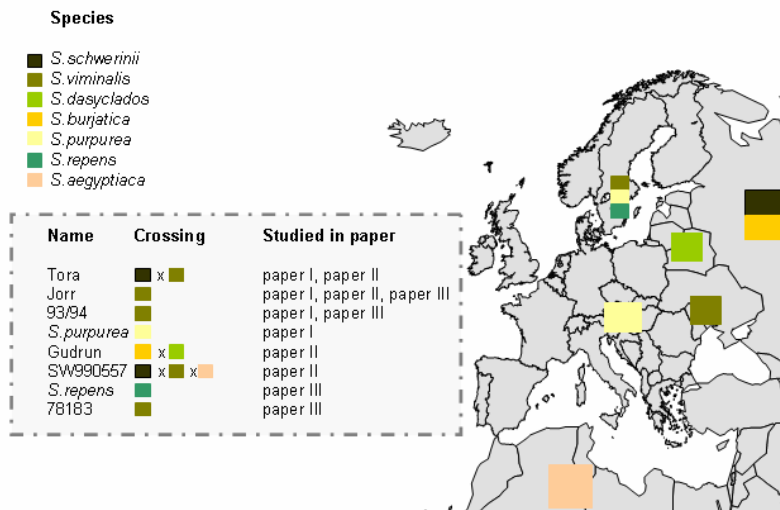 Species
S.schwerinii
S.viminalis
S.dasyclados
S.burjatica
S.purpurea
S.repens
S.aegyptiaca
Name Crossing Studied in paper
Tora x paper I, paper II
Jorr paper I, paper II, paper III
93/94 paper I, paper III
S.purpurea paper I
Gudrun x paper II
SW990557 x x paper II
S.repens paper III
78183 paper III